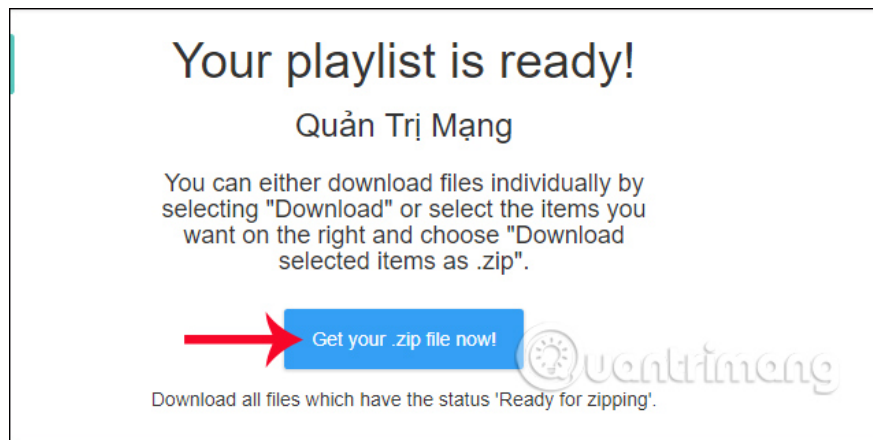 Your playlist is ready!
Quản Trị Mạng
You can either download files individually by
selecting "Download" or select the items you
want on the right and choose "Download
selected items as .zip".
Get your .zip file now!
Quantrimang
Download all files which have the status 'Ready for zipping'.